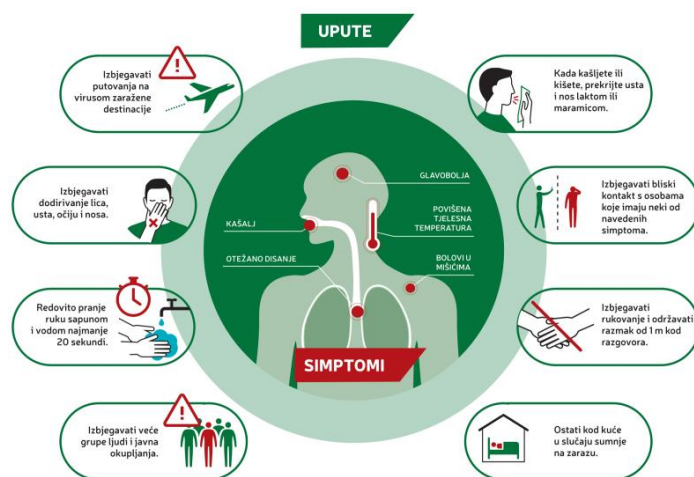 UPUTE
Izbjegavati
putovanja na
virusom zaražene
destinacije
Kada kašljete ili
kišete, prekrijte usta
i nos laktom ili
maramicom.
Izbjegavati
dodirivanje lica,
usta, očiju i nosa.
Izbjegavati bliski
kontakt s osobama
koje imaju neki od
navedenih
simptoma.
GLAVOBOLJA
KAŠALJ
POVIŠENA
TJELESNA
TEMPERATURA
OTEŽANO DISANJE
BOLOVI U
MIŠIĆIMA
SIMPTOMI
Redovito pranje
ruku sapunom
i vodom najmanje
20 sekundi.
Izbjegavati
rukovanje i održavati
razmak od 1 m kod
razgovora.
Izbjegavati veće
grupe ljudi i javna
okupljanja.
Ostati kod kuće
u slučaju sumnje
na zarazu.